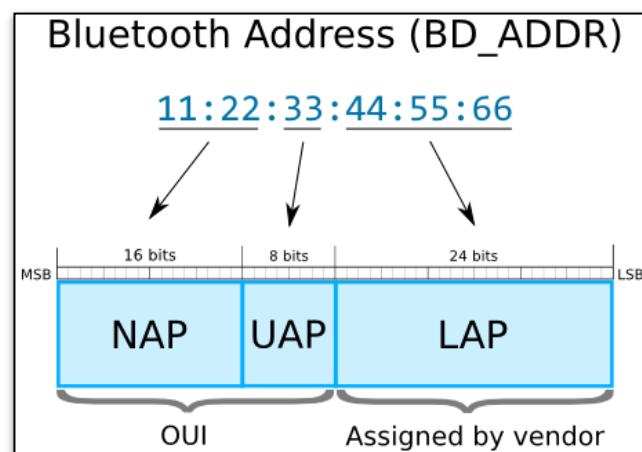 Bluetooth Address (BD_ADDR)
11:22:33:44:55:66
16 bits 8 bits 24 bits
MSB LSB
NAP UAP LAP
OUI Assigned by vendor